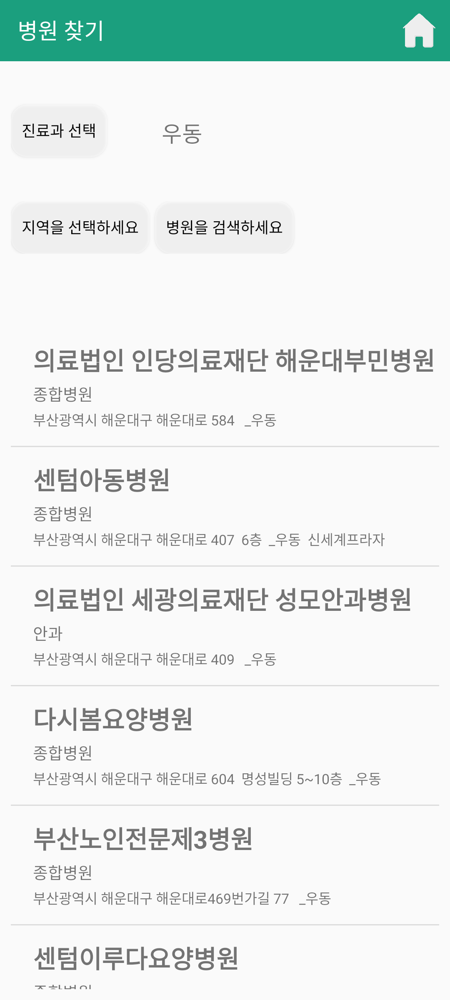 병원 찾기
진료과 선택
우동
지역을 선택하세요
병원을 검색하세요
의료법인 인당의료재단 해운대부민병원
종합병원
부산광역시 해운대구 해운대로 584 _우동
센텀아동병원
종합병원
부산광역시 해운대구 해운대로 407 6층 _우동 신세계프라자
의료법인 세광의료재단 성모안과병원
안과
부산광역시 해운대구 해운대로 409 _우동
다시봄요양병원
종합병원
부산광역시 해운대구 해운대로 604 명성빌딩 5~10층 _우동
부산노인전문제3병원
종합병원
부산광역시 해운대구 해운대로469번가길 77 _우동
센텀이루다요양병원